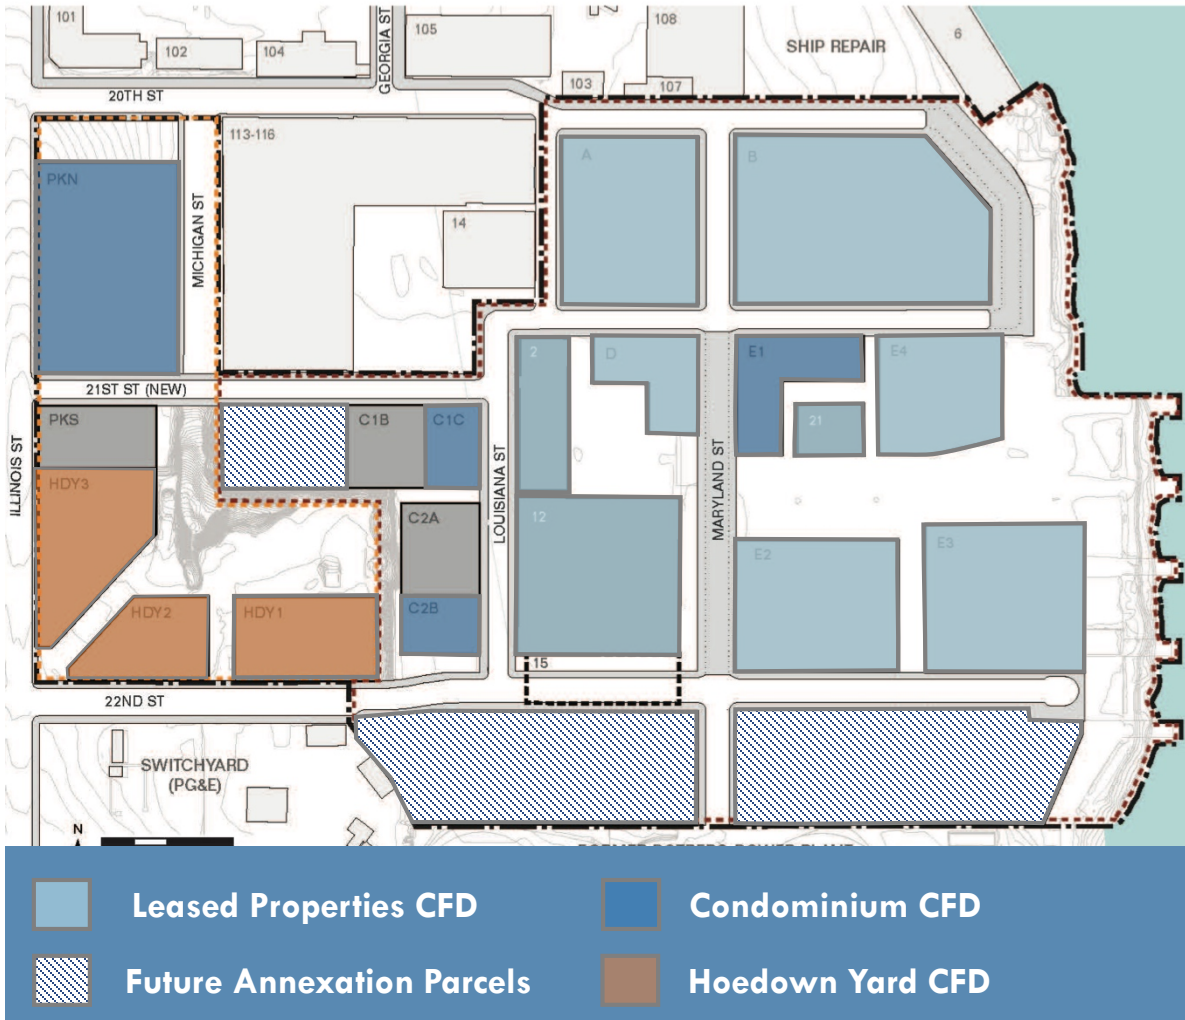 101
102
104
GEORGIA ST
105
108
103
107
SHIP REPAIR
6
20TH ST
113-116
14
A
B
PKN
MICHIGAN ST
21ST ST (NEW)
ILLINOIS ST
PKS
C1B
C1C
HDY3
C2A
C2B
HDY2
HDY1
LOUISIANA ST
2
D
12
15
MARYLAND ST
E1
21
E4
E2
E3
22ND ST
SWITCHYARD
(PG&E)
N
Leased Properties CFD
Condominium CFD
Future Annexation Parcels
Hoedown Yard CFD